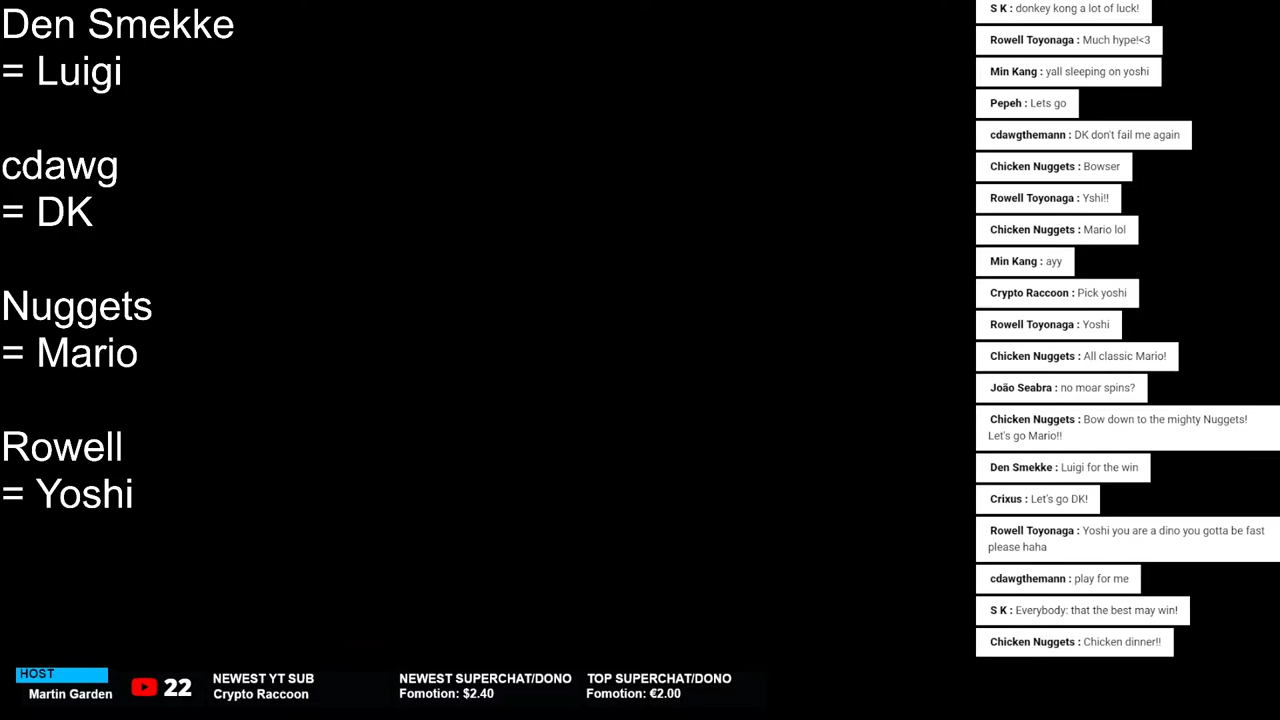 Den Smekke
= Luigi
cdawg
= DK
Nuggets
= Mario
Rowell
= Yoshi
S K : donkey kong a lot of luck!
Rowell Toyonaga : Much hype!<3
Min Kang : yall sleeping on yoshi
Pepeh : Lets go
cdawgthemann : DK don't fail me again
Chicken Nuggets : Bowser
Rowell Toyonaga : Yshi!!
Chicken Nuggets : Mario lol
Min Kang : ayy
Crypto Raccoon : Pick yoshi
Rowell Toyonaga : Yoshi
Chicken Nuggets : All classic Mario!
João Seabra : no moar spins?
Chicken Nuggets : Bow down to the mighty Nuggets!
Let's go Mario!!
Den Smekke : Luigi for the win
Crixus : Let's go DK!
Rowell Toyonaga : Yoshi you are a dino you gotta be fast
please haha
cdawgthemann : play for me
S K : Everybody: that the best may win!
Chicken Nuggets : Chicken dinner!!
HOST
Martin Garden
22
NEWEST YT SUB
Crypto Raccoon
NEWEST SUPERCHAT/DONO
Fomotion: $2.40
TOP SUPERCHAT/DONO
Fomotion: €2.00